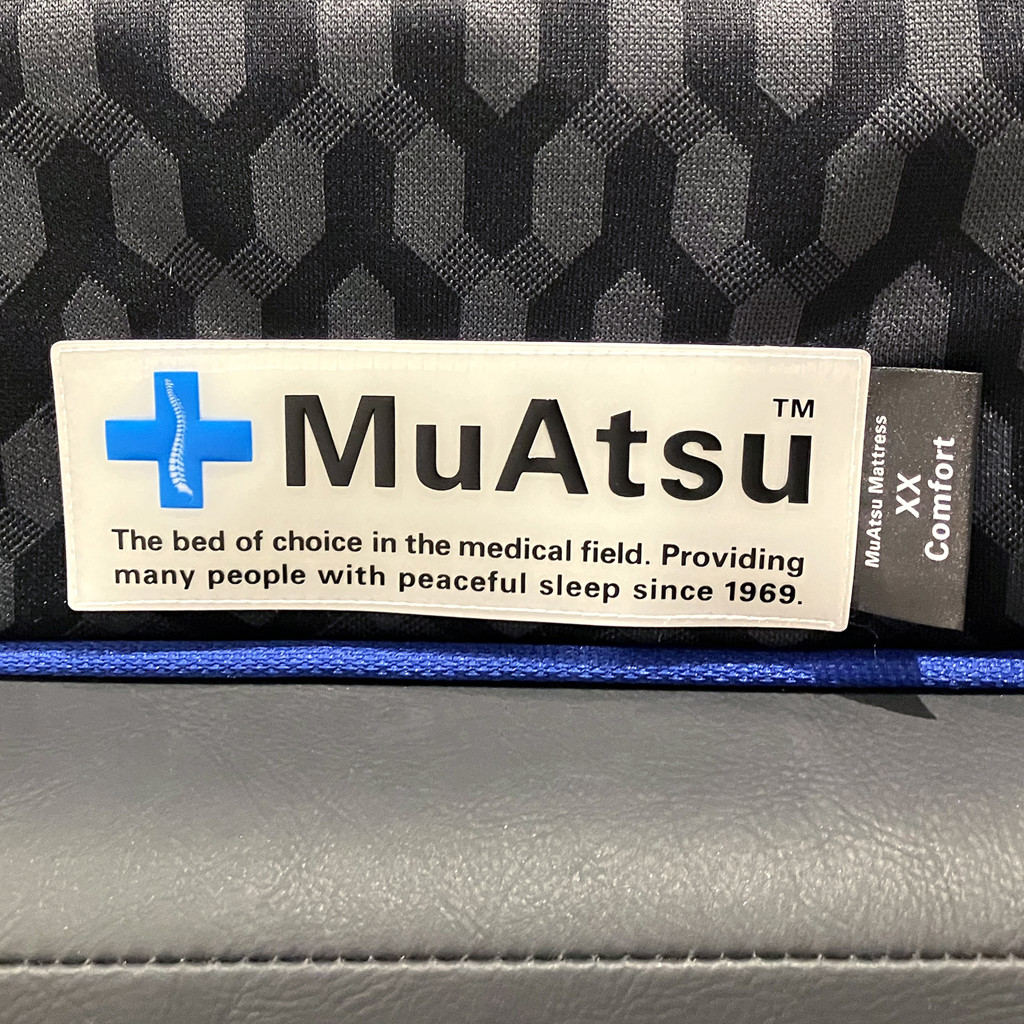 MuAtsu™
The bed of choice in the medical field. Providing
many people with peaceful sleep since 1969.
MuAtsu Mattress
XX
Comfort